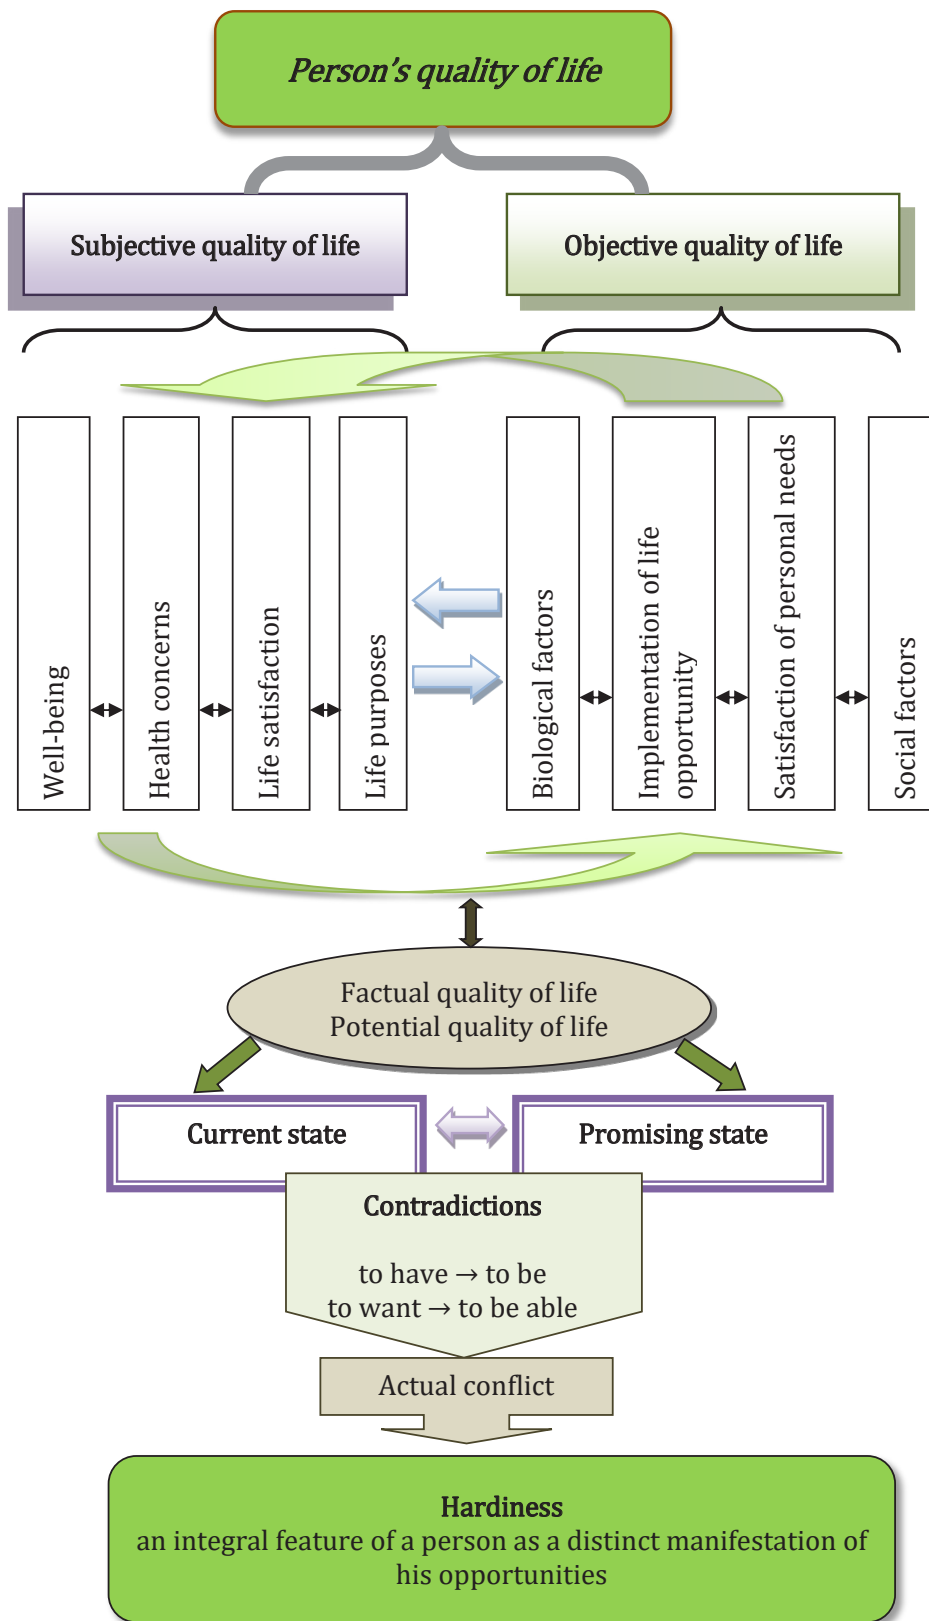 Person's quality of life
Subjective quality of life
Objective quality of life
Well-being
Health concerns
Life satisfaction
Life purposes
Biological factors
Implementation of life
opportunity
Satisfaction of personal needs
Social factors
Factual quality of life
Potential quality of life
Current state
Promising state
Contradictions
to have → to be
to want → to be able
Actual conflict
Hardiness
an integral feature of a person as a distinct manifestation of
his opportunities